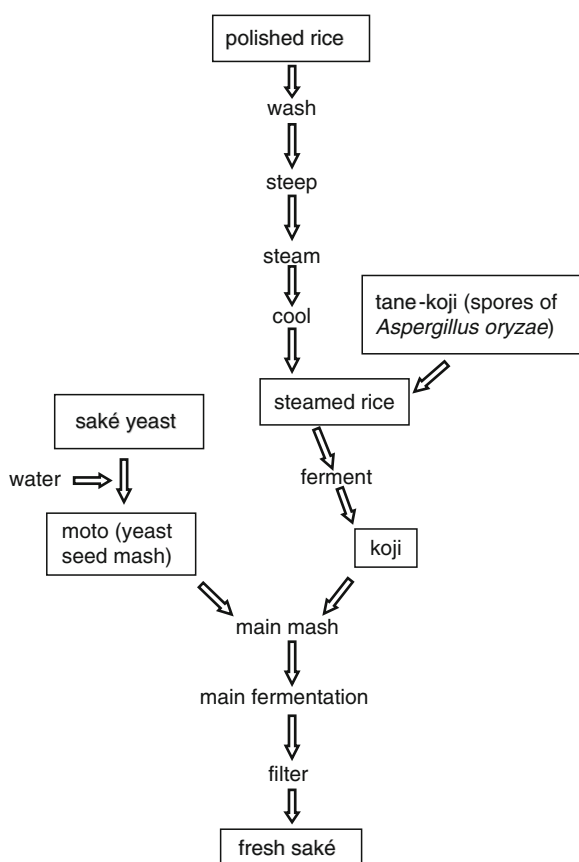 polished rice
wash
steep
steam
cool
tane-koji (spores of
Aspergillus oryzae)
steamed rice
saké yeast
water
ferment
moto (yeast
seed mash)
koji
main mash
main fermentation
filter
fresh saké